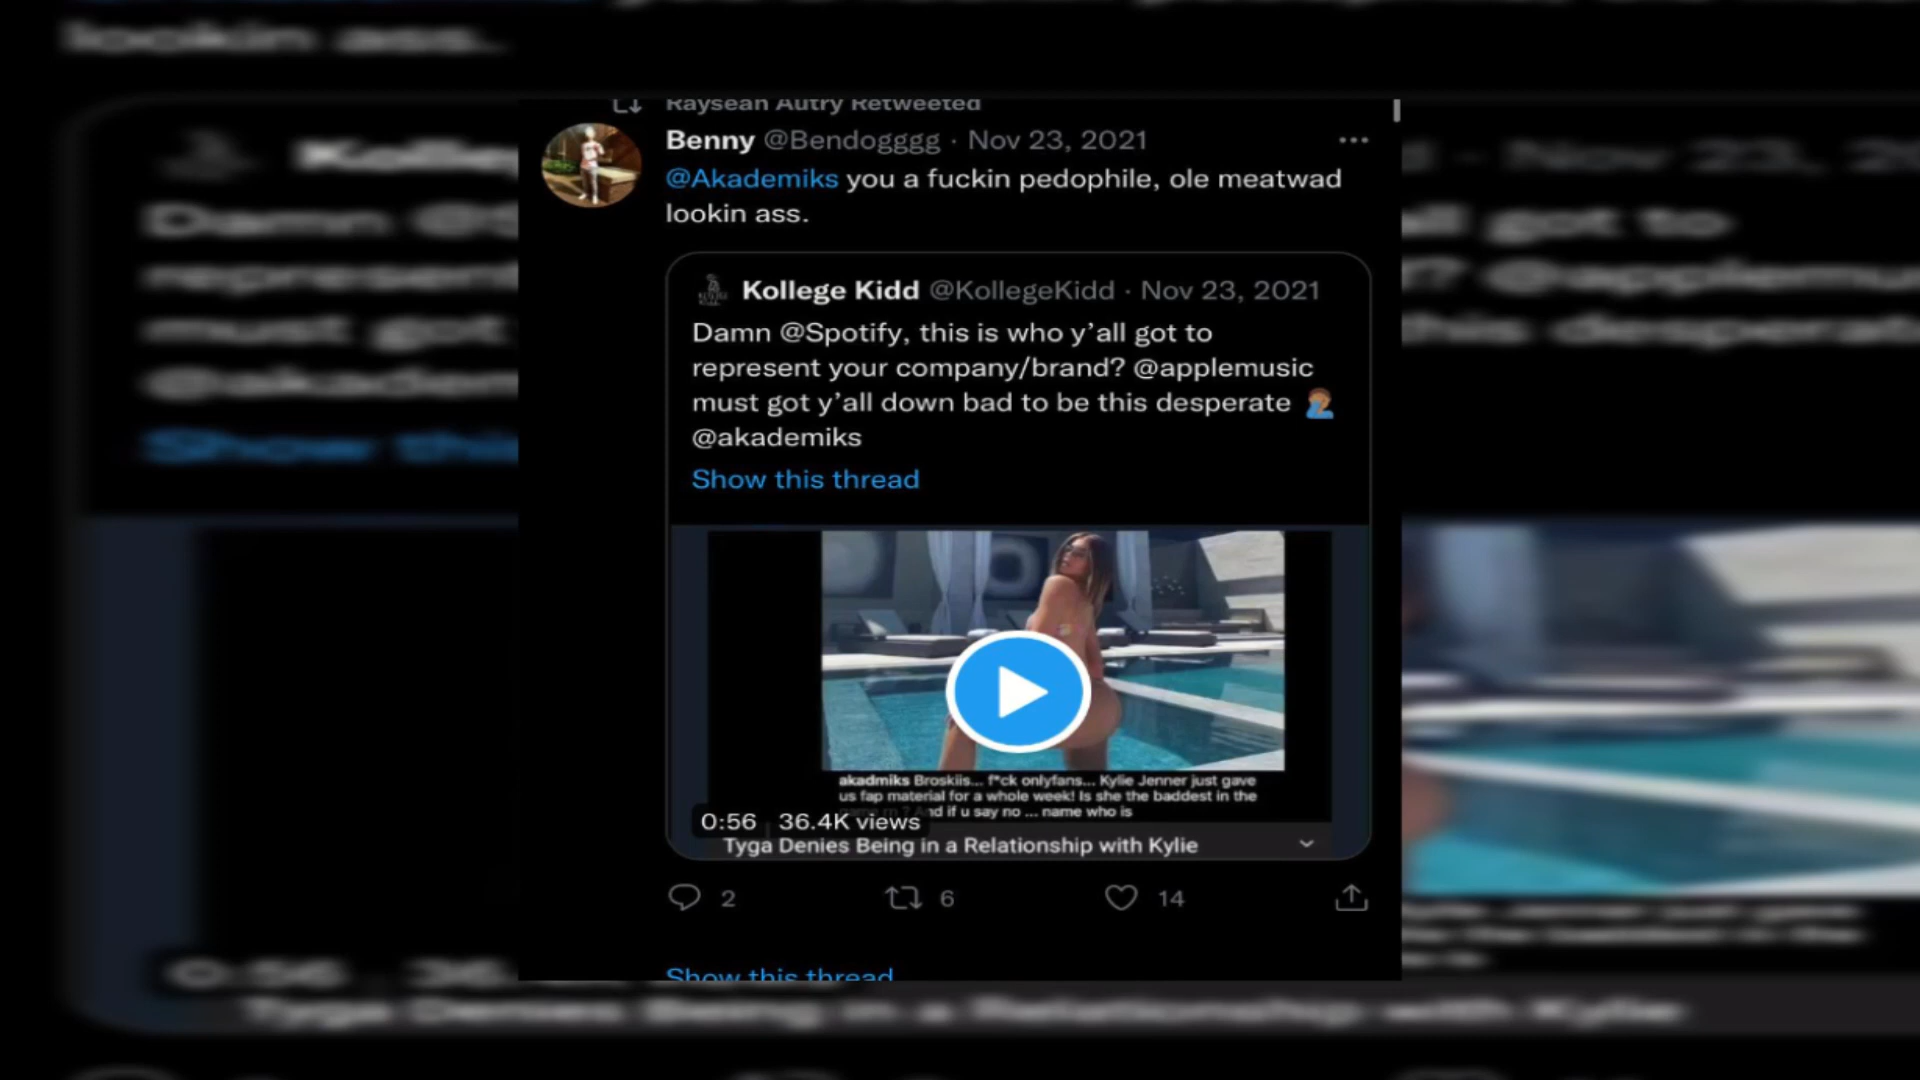 Raysean Autry Retweeted
Benny @Bendogggg · Nov 23, 2021
@Akademiks you a fuckin pedophile, ole meatwad
lookin ass.
Kollege Kidd @KollegeKidd · Nov 23, 2021
Damn @Spotify, this is who y'all got to
represent your company/brand? @applemusic
must got y'all down bad to be this desperate 🤦🏾‍♂️
@akademiks
Show this thread
akadmiks Broskiis... f*ck onlyfans... Kylie Jenner just gave
us fap material for a whole week! Is she the baddest in the
And if u say no ... name who is
0:56 36.4K views
Tyga Denies Being in a Relationship with Kylie
2 6 14
Show this thread